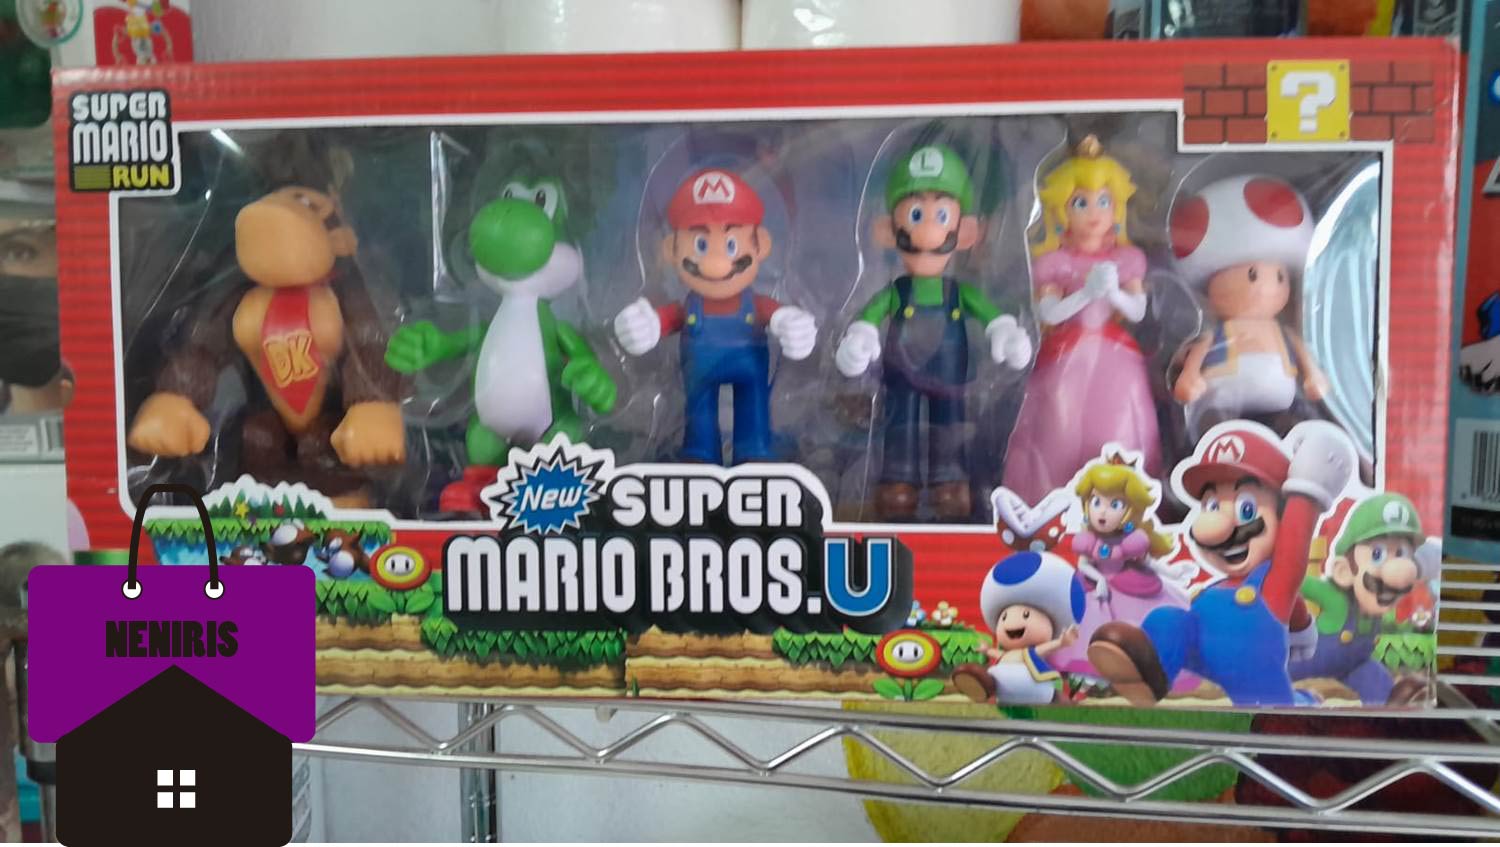 SUPER
MARIO
RUN
?
M
L
DK
New SUPER
MARIO BROS.U
M
L
NENIRIS